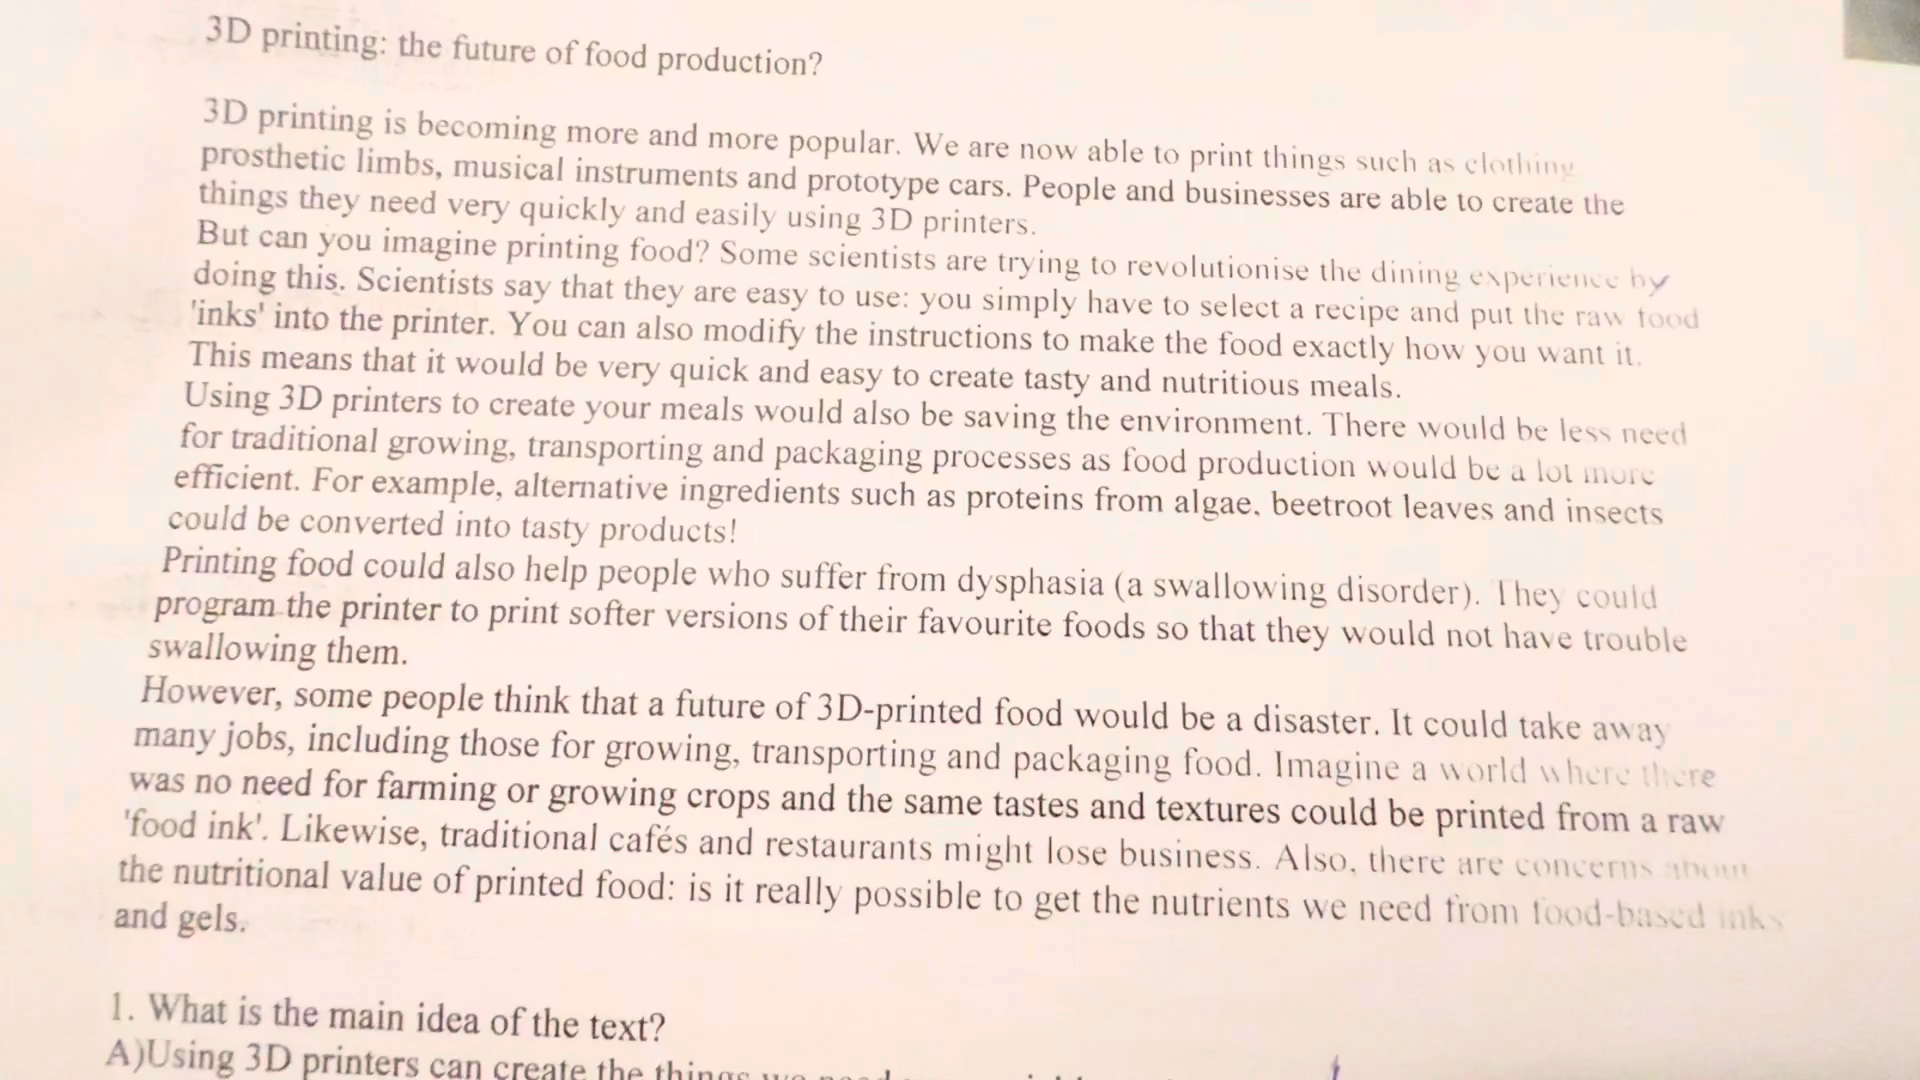 3D printing: the future of food production?
3D printing is becoming more and more popular. We are now able to print things such as clothing
prosthetic limbs, musical instruments and prototype cars. People and businesses are able to create the
things they need very quickly and easily using 3D printers.
But can you imagine printing food? Some scientists are trying to revolutionise the dining experience by
doing this. Scientists say that they are easy to use: you simply have to select a recipe and put the raw food
'inks' into the printer. You can also modify the instructions to make the food exactly how you want it.
This means that it would be very quick and easy to create tasty and nutritious meals.
Using 3D printers to create your meals would also be saving the environment. There would be less need
for traditional growing, transporting and packaging processes as food production would be a lot more
efficient. For example, alternative ingredients such as proteins from algae, beetroot leaves and insects
could be converted into tasty products!
Printing food could also help people who suffer from dysphasia (a swallowing disorder). They could
program the printer to print softer versions of their favourite foods so that they would not have trouble
swallowing them.
However, some people think that a future of 3D-printed food would be a disaster. It could take away
many jobs, including those for growing, transporting and packaging food. Imagine a world where there
was no need for farming or growing crops and the same tastes and textures could be printed from a raw
'food ink'. Likewise, traditional cafés and restaurants might lose business. Also, there are concerns about
the nutritional value of printed food: is it really possible to get the nutrients we need from food-based inks
and gels.
1. What is the main idea of the text?
A)Using 3D printers can create the things we need